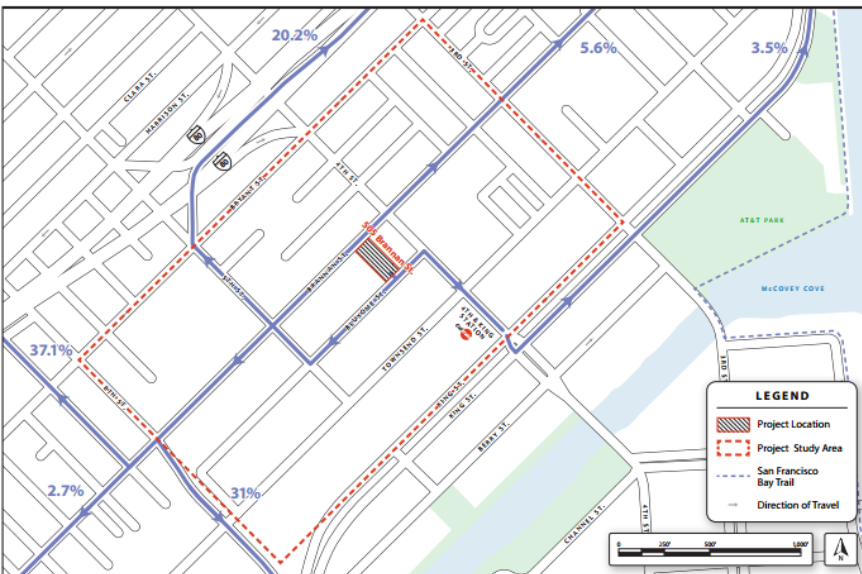 20.2%
5.6%
3.5%
CLARA ST.
HARRISON ST.
80
80
3RD ST.
BRYANT ST.
4TH ST.
505 Brannan St.
BRANNAN ST.
5TH ST.
BLUXOME ST.
TOWNSEND ST.
4TH & KING
STATION
AT&T PARK
McCOVEY COVE
37.1%
6TH ST.
KING ST.
KING ST.
BERRY ST.
2.7%
31%
CHANNEL ST.
3RD ST.
4TH ST.
LEGEND
Project Location
Project Study Area
San Francisco
Bay Trail
Direction of Travel
0
250'
500'
1,000'
N